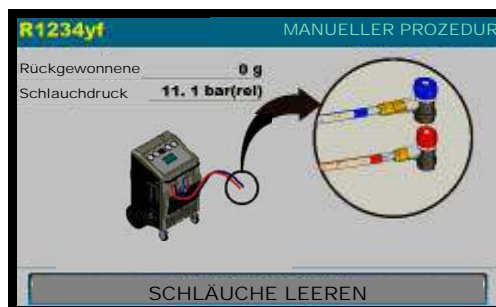 R1234yf MANUELLER PROZEDUR
Rückgewonnene 0 g
Schlauchdruck 11. 1 bar(rel)
SCHLÄUCHE LEEREN